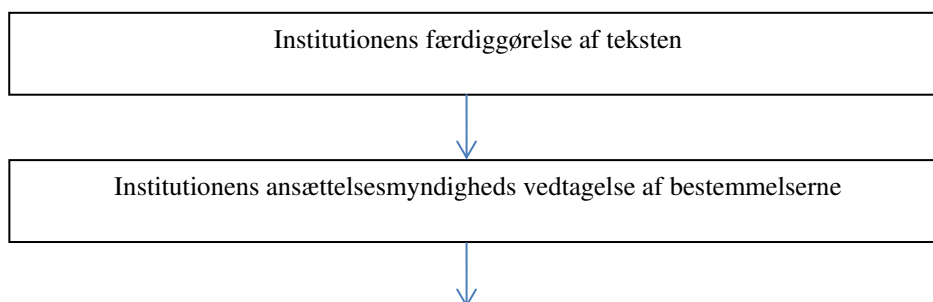 Institutionens færdiggørelse af teksten
Institutionens ansættelsesmyndigheds vedtagelse af bestemmelserne